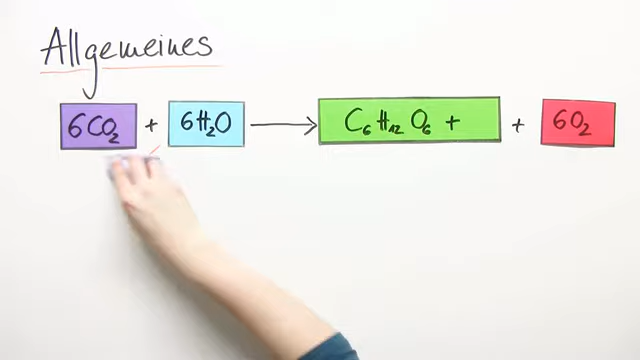 Allgemeines
6CO₂ + 6H₂O → C₆H₁₂O₆ + + 6O₂